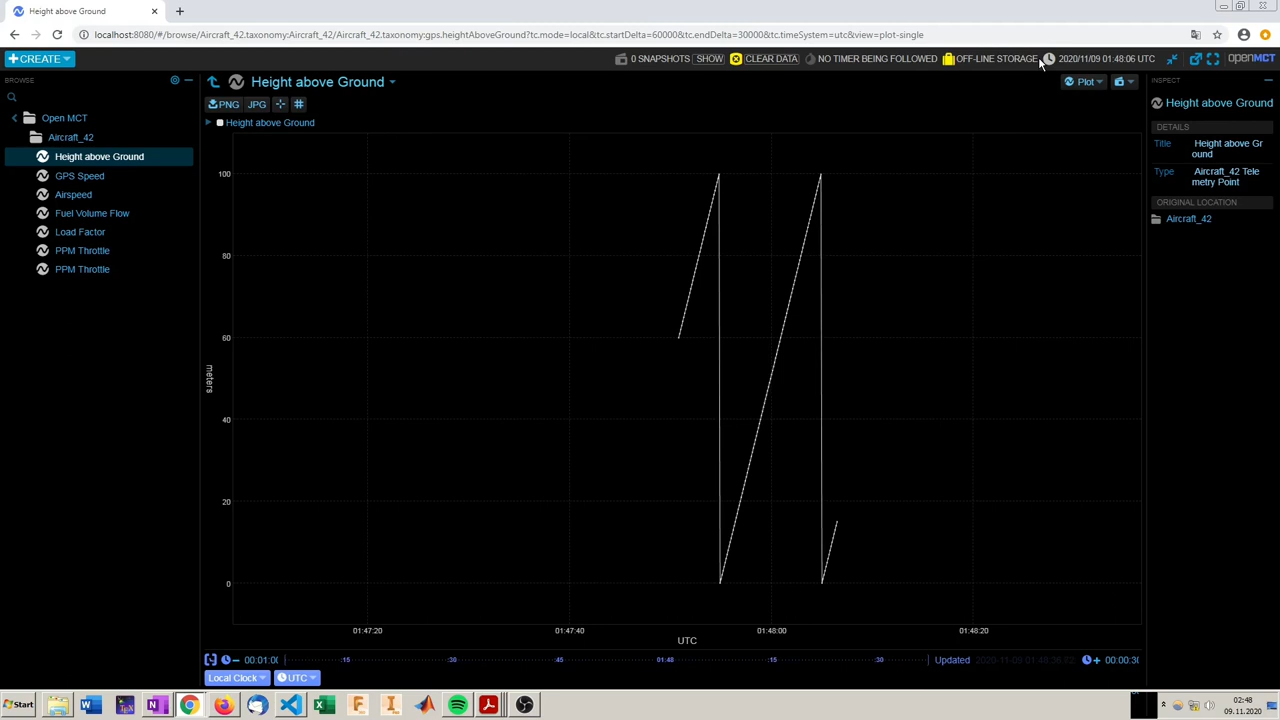 Height above Ground
localhost:8080/#/browse/Aircraft_42.taxonomy:Aircraft_42/Aircraft_42.taxonomy:gps.heightAboveGround?tc.mode=local&tc.startDelta=60000&tc.endDelta=30000&tc.timeSystem=utc&view=plot-single
CREATE
0 SNAPSHOTS SHOW CLEAR DATA NO TIMER BEING FOLLOWED OFF-LINE STORAGE 2020/11/09 01:48:06 UTC openMCT
BROWSE
Open MCT
Aircraft_42
Height above Ground
GPS Speed
Airspeed
Fuel Volume Flow
Load Factor
PPM Throttle
PPM Throttle
Height above Ground
Plot
PNG JPG
Height above Ground
100
80
60
40
20
0
meters
01:47:20 01:47:40 01:48:00 01:48:20
UTC
00:01:00 :15 :30 :45 01:48 :15 :30 Updated 00:00:30
Local Clock UTC
INSPECT
Height above Ground
DETAILS
Title Height above Gr
ound
Type Aircraft_42 Tele
metry Point
ORIGINAL LOCATION
Aircraft_42
Start
02:48
09.11.2020